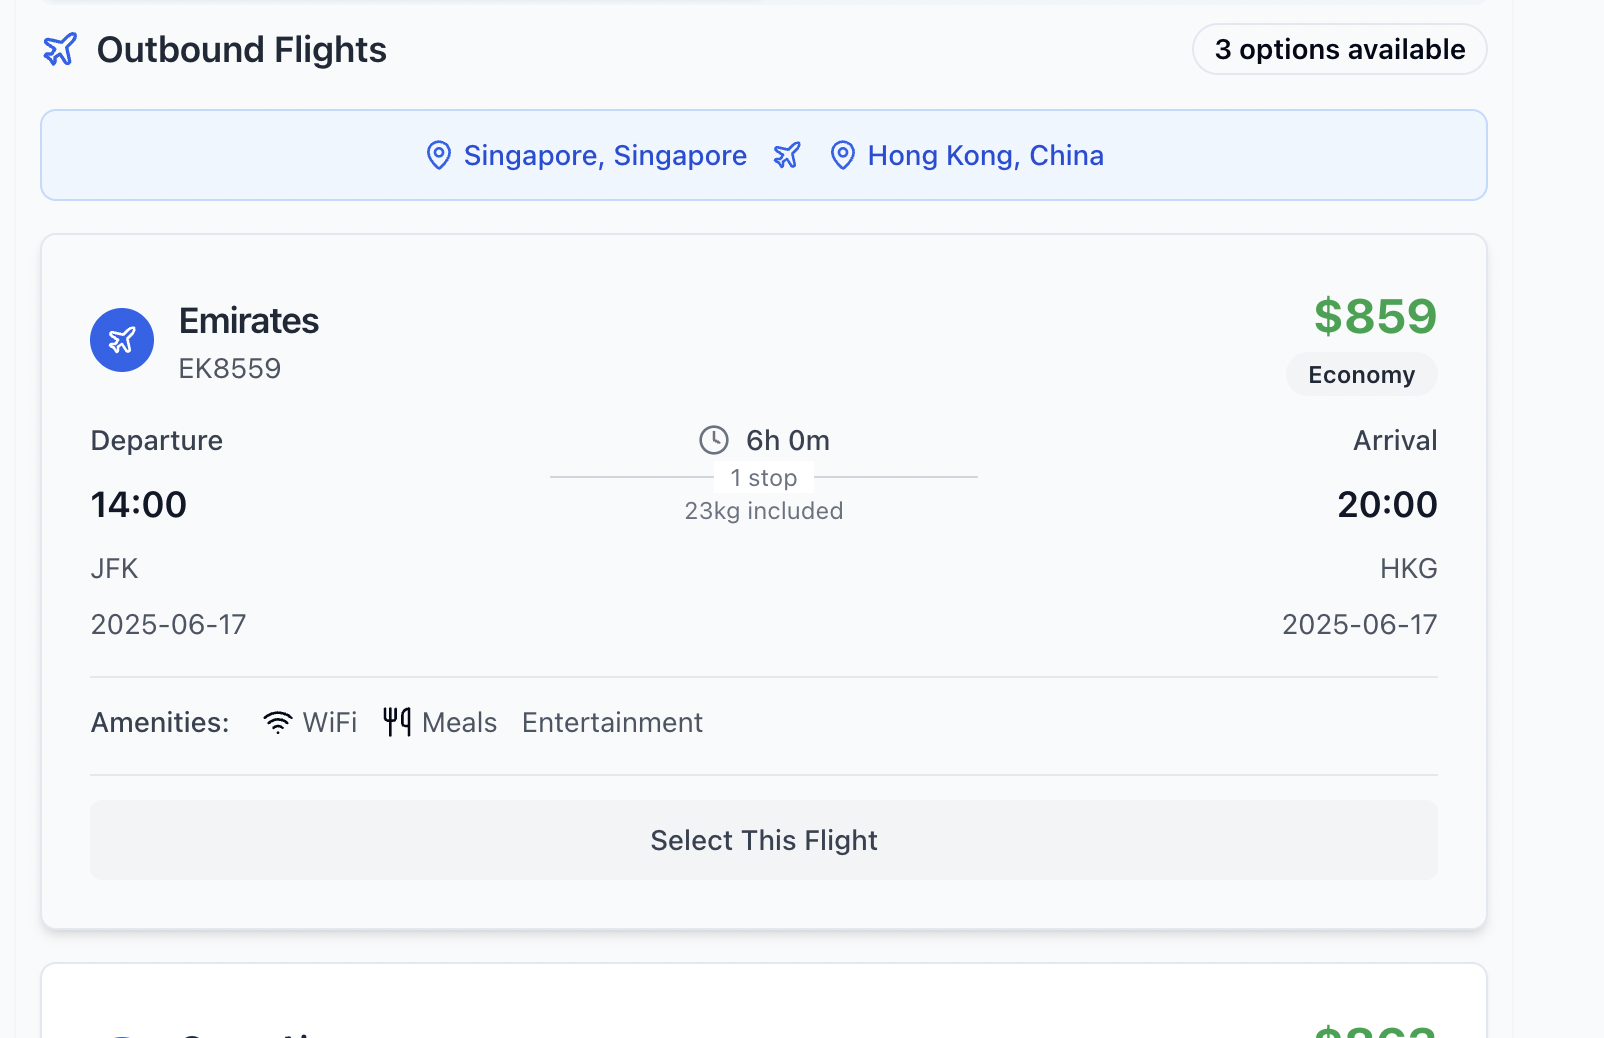 Outbound Flights
3 options available
Singapore, Singapore Hong Kong, China
Emirates
EK8559
$859
Economy
Departure
14:00
JFK
2025-06-17
6h 0m
1 stop
23kg included
Arrival
20:00
HKG
2025-06-17
Amenities: WiFi Meals Entertainment
Select This Flight